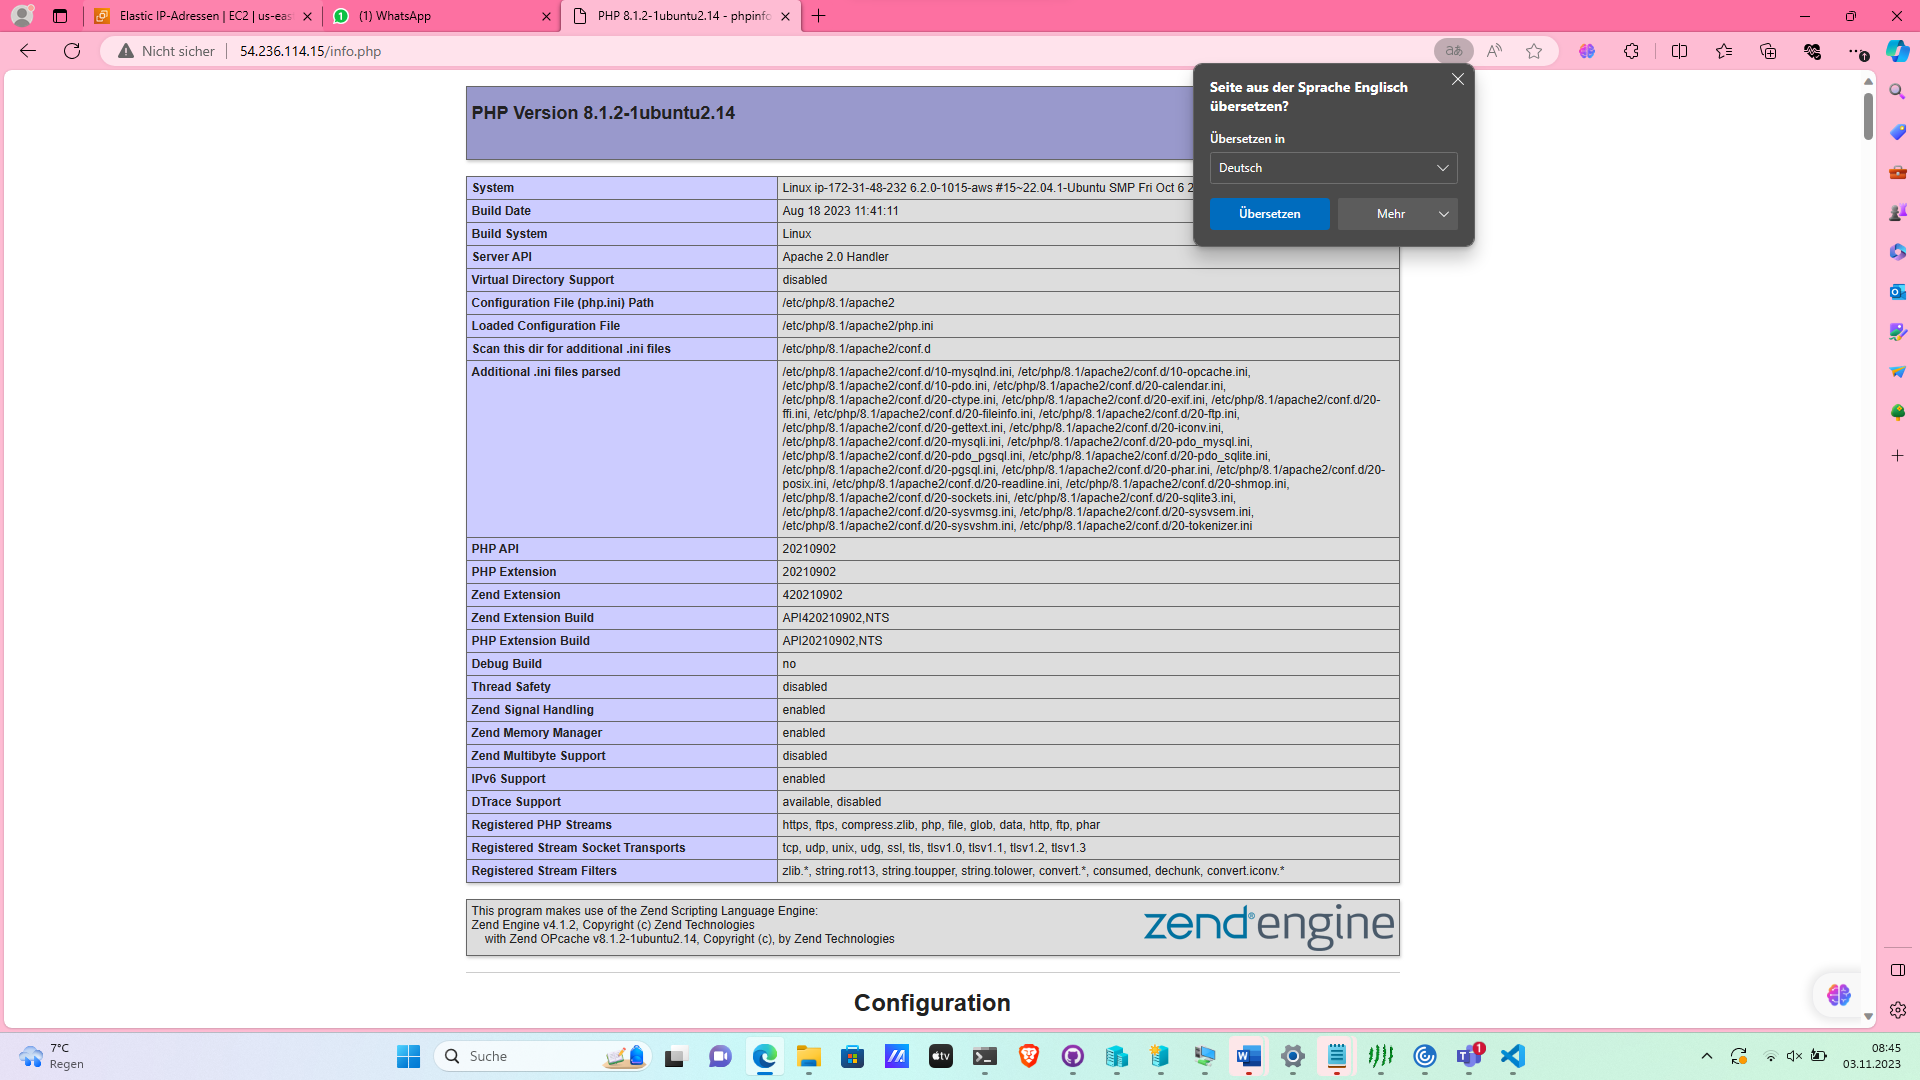 Elastic IP-Adressen | EC2 | us-eas
(1) WhatsApp
PHP 8.1.2-1ubuntu2.14 - phpinfo
Nicht sicher
54.236.114.15/info.php
Seite aus der Sprache Englisch
übersetzen?
Übersetzen in
Deutsch
Übersetzen
Mehr
PHP Version 8.1.2-1ubuntu2.14
System Linux ip-172-31-48-232 6.2.0-1015-aws #15~22.04.1-Ubuntu SMP Fri Oct 6 2
Build Date Aug 18 2023 11:41:11
Build System Linux
Server API Apache 2.0 Handler
Virtual Directory Support disabled
Configuration File (php.ini) Path /etc/php/8.1/apache2
Loaded Configuration File /etc/php/8.1/apache2/php.ini
Scan this dir for additional .ini files /etc/php/8.1/apache2/conf.d
Additional .ini files parsed /etc/php/8.1/apache2/conf.d/10-mysqlnd.ini, /etc/php/8.1/apache2/conf.d/10-opcache.ini,
/etc/php/8.1/apache2/conf.d/10-pdo.ini, /etc/php/8.1/apache2/conf.d/20-calendar.ini,
/etc/php/8.1/apache2/conf.d/20-ctype.ini, /etc/php/8.1/apache2/conf.d/20-exif.ini, /etc/php/8.1/apache2/conf.d/20-
ffi.ini, /etc/php/8.1/apache2/conf.d/20-fileinfo.ini, /etc/php/8.1/apache2/conf.d/20-ftp.ini,
/etc/php/8.1/apache2/conf.d/20-gettext.ini, /etc/php/8.1/apache2/conf.d/20-iconv.ini,
/etc/php/8.1/apache2/conf.d/20-mysqli.ini, /etc/php/8.1/apache2/conf.d/20-pdo_mysql.ini,
/etc/php/8.1/apache2/conf.d/20-pdo_pgsql.ini, /etc/php/8.1/apache2/conf.d/20-pdo_sqlite.ini,
/etc/php/8.1/apache2/conf.d/20-pgsql.ini, /etc/php/8.1/apache2/conf.d/20-phar.ini, /etc/php/8.1/apache2/conf.d/20-
posix.ini, /etc/php/8.1/apache2/conf.d/20-readline.ini, /etc/php/8.1/apache2/conf.d/20-shmop.ini,
/etc/php/8.1/apache2/conf.d/20-sockets.ini, /etc/php/8.1/apache2/conf.d/20-sqlite3.ini,
/etc/php/8.1/apache2/conf.d/20-sysvmsg.ini, /etc/php/8.1/apache2/conf.d/20-sysvsem.ini,
/etc/php/8.1/apache2/conf.d/20-sysvshm.ini, /etc/php/8.1/apache2/conf.d/20-tokenizer.ini
PHP API 20210902
PHP Extension 20210902
Zend Extension 420210902
Zend Extension Build API420210902,NTS
PHP Extension Build API20210902,NTS
Debug Build no
Thread Safety disabled
Zend Signal Handling enabled
Zend Memory Manager enabled
Zend Multibyte Support disabled
IPv6 Support enabled
DTrace Support available, disabled
Registered PHP Streams https, ftps, compress.zlib, php, file, glob, data, http, ftp, phar
Registered Stream Socket Transports tcp, udp, unix, udg, ssl, tls, tlsv1.0, tlsv1.1, tlsv1.2, tlsv1.3
Registered Stream Filters zlib.*, string.rot13, string.toupper, string.tolower, convert.*, consumed, dechunk, convert.iconv.*
This program makes use of the Zend Scripting Language Engine:
Zend Engine v4.1.2, Copyright (c) Zend Technologies
with Zend OPcache v8.1.2-1ubuntu2.14, Copyright (c), by Zend Technologies
zend® engine
Configuration
7°C
Regen
Suche
tv
1
08:45
03.11.2023